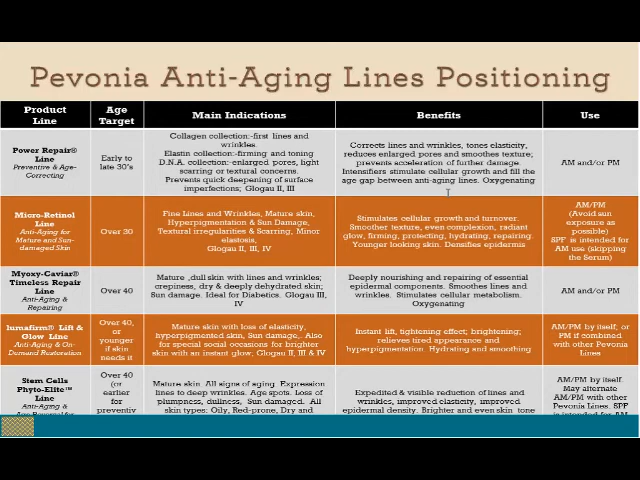 Pevonia Anti-Aging Lines Positioning
Product
Line
Age
Target
Main Indications
Benefits
Use
Power Repair®
Line
Preventive & Age-
Correcting
Early to
late 30's
Collagen collection:-first lines and
wrinkles.
Elastin collection:-firming and toning
D.N.A. collection:-enlarged pores, light
scarring or textural concerns.
Prevents quick deepening of surface
imperfections; Glogau II, III
Corrects lines and wrinkles, tones elasticity,
reduces enlarged pores and smoothes texture;
prevents acceleration of further damage.
Intensifiers stimulate cellular growth and fill
the age gap between anti-aging lines. Oxygenating
AM and/or PM
Micro-Retinol
Line
Anti-Aging for
Mature and Sun-
damaged Skin
Over 30
Fine Lines and Wrinkles, Mature skin,
Hyperpigmentation & Sun Damage,
Textural irregularities & Scarring, Minor
elastosis,
Glogau II, III, IV
Stimulates cellular growth and turnover.
Smoother texture, even complexion, radiant
glow, firming, protecting, hydrating, repairing.
Younger looking skin. Densifies epidermis
AM/PM
(Avoid sun
exposure as
possible)
SPF is intended for
AM use (skipping
the Serum)
Myoxy-Caviar®
Timeless Repair
Line
Anti-Aging &
Repairing
Over 40
Mature ,dull skin with lines and wrinkles;
crepiness, dry & deeply dehydrated skin;
Sun damage. Ideal for Diabetics. Glogau III,
IV
Deeply nourishing and repairing of essential
epidermal components. Smoothes lines and
wrinkles. Stimulates cellular metabolism.
Oxygenating
AM and/or PM
lumafirm® Lift &
Glow Line
Anti-Aging & On-
Demand Restoration
Over 40,
or
younger
if skin
needs it
Mature skin with loss of elasticity,
hyperpigmented skin, Sun damage,. Also
for special social occasions for brighter
skin with an instant glow, Glogau II, III & IV
Instant lift, tightening effect; brightening;
relieves tired appearance and
hyperpigmentation. Hydrating and smoothing
AM/PM by itself; or
PM if combined
with other Pevonia
Lines
Stem Cells
Phyto-Elite™
Line
Anti-Aging &
Over 40
(or
earlier
for
preventiv
Mature skin. All signs of aging. Expression
lines to deep wrinkles. Age spots. Loss of
plumpness, dullness, Sun damaged. All
skin types: Oily, Red-prone, Dry and
Expedited & visible reduction of lines and
wrinkles, improved elasticity, improved
epidermal density. Brighter and even skin tone
AM/PM by itself.
May alternate
AM/PM with other
Pevonia Lines. SPF
is intended for AM